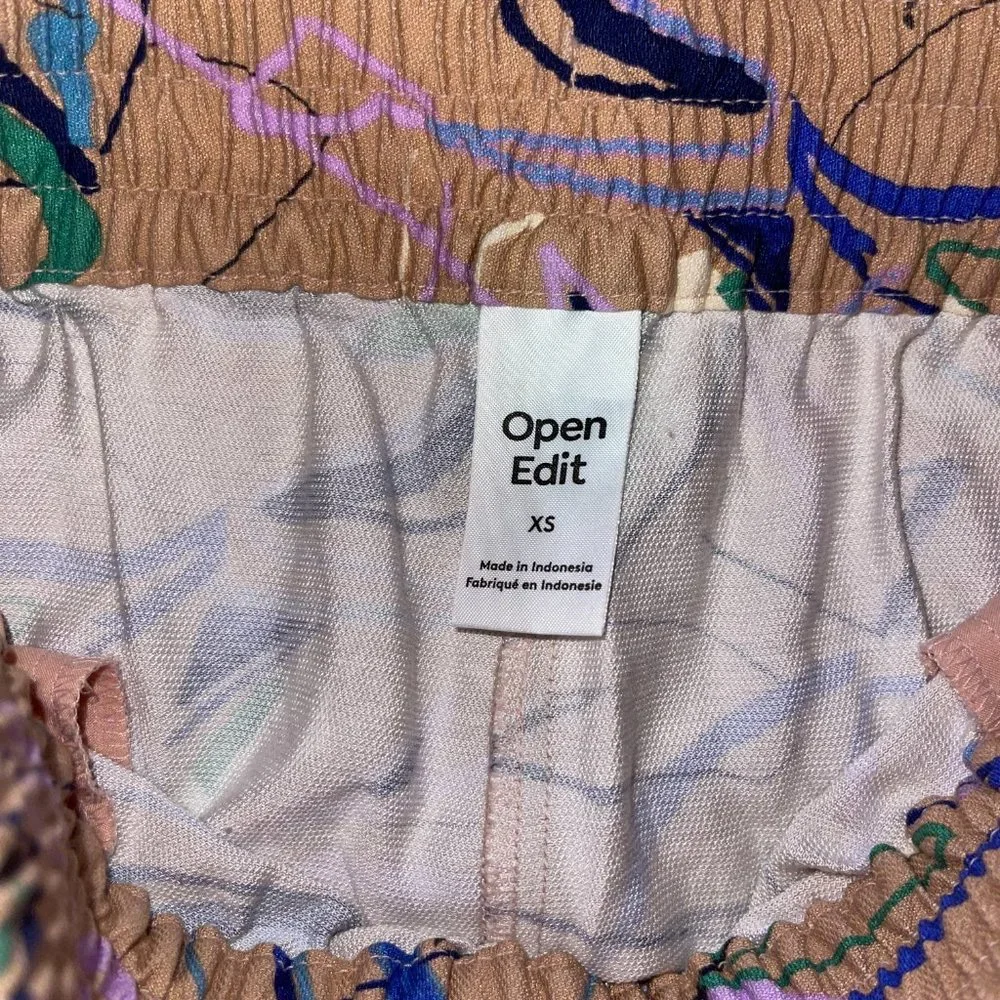 Open
Edit
XS
Made in Indonesia
Fabriqué en Indonesie